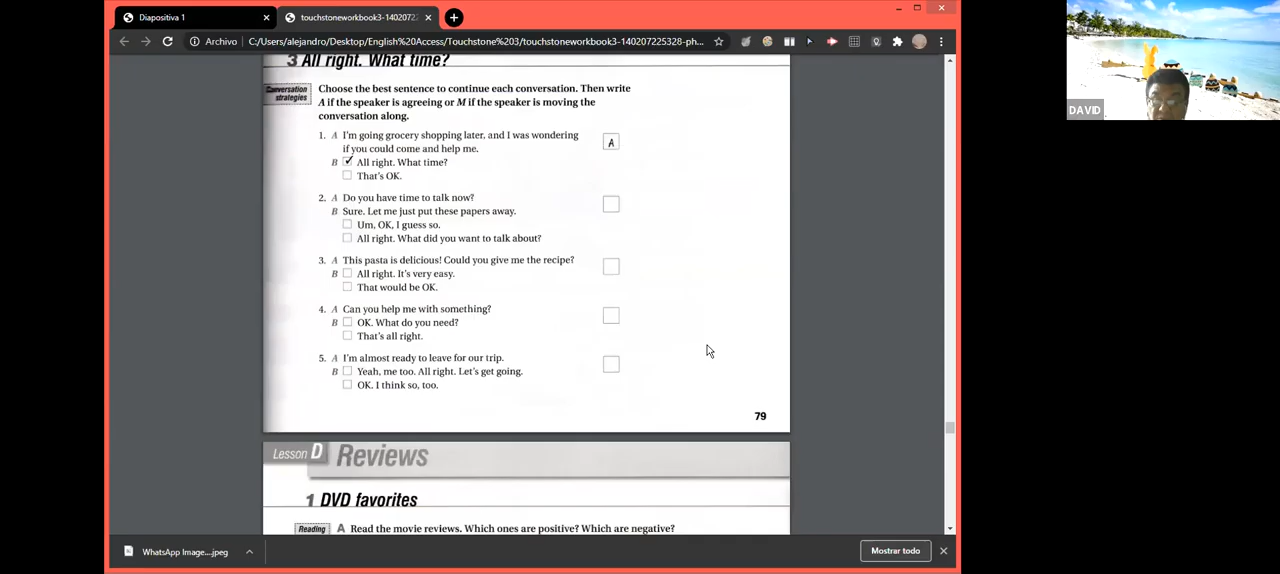 Diapositiva 1
touchstoneworkbook3-1402072
Archivo
C:/Users/alejandro/Desktop/English%20Access/Touchstone%203/touchstoneworkbook3-140207225328-ph...
DAVID
3 All right. What time?
Conversation strategies
Choose the best sentence to continue each conversation. Then write
A if the speaker is agreeing or M if the speaker is moving the
conversation along.
1. A I'm going grocery shopping later, and I was wondering
if you could come and help me.
A
B ✓ All right. What time?
That's OK.
2. A Do you have time to talk now?
B Sure. Let me just put these papers away.
Um, OK, I guess so.
All right. What did you want to talk about?
3. A This pasta is delicious! Could you give me the recipe?
B All right. It's very easy.
That would be OK.
4. A Can you help me with something?
B OK. What do you need?
That's all right.
5. A I'm almost ready to leave for our trip.
B Yeah, me too. All right. Let's get going.
OK, I think so, too.
79
Lesson D Reviews
1 DVD favorites
Reading A Read the movie reviews. Which ones are positive? Which are negative?
WhatsApp Image....jpeg
Mostrar todo